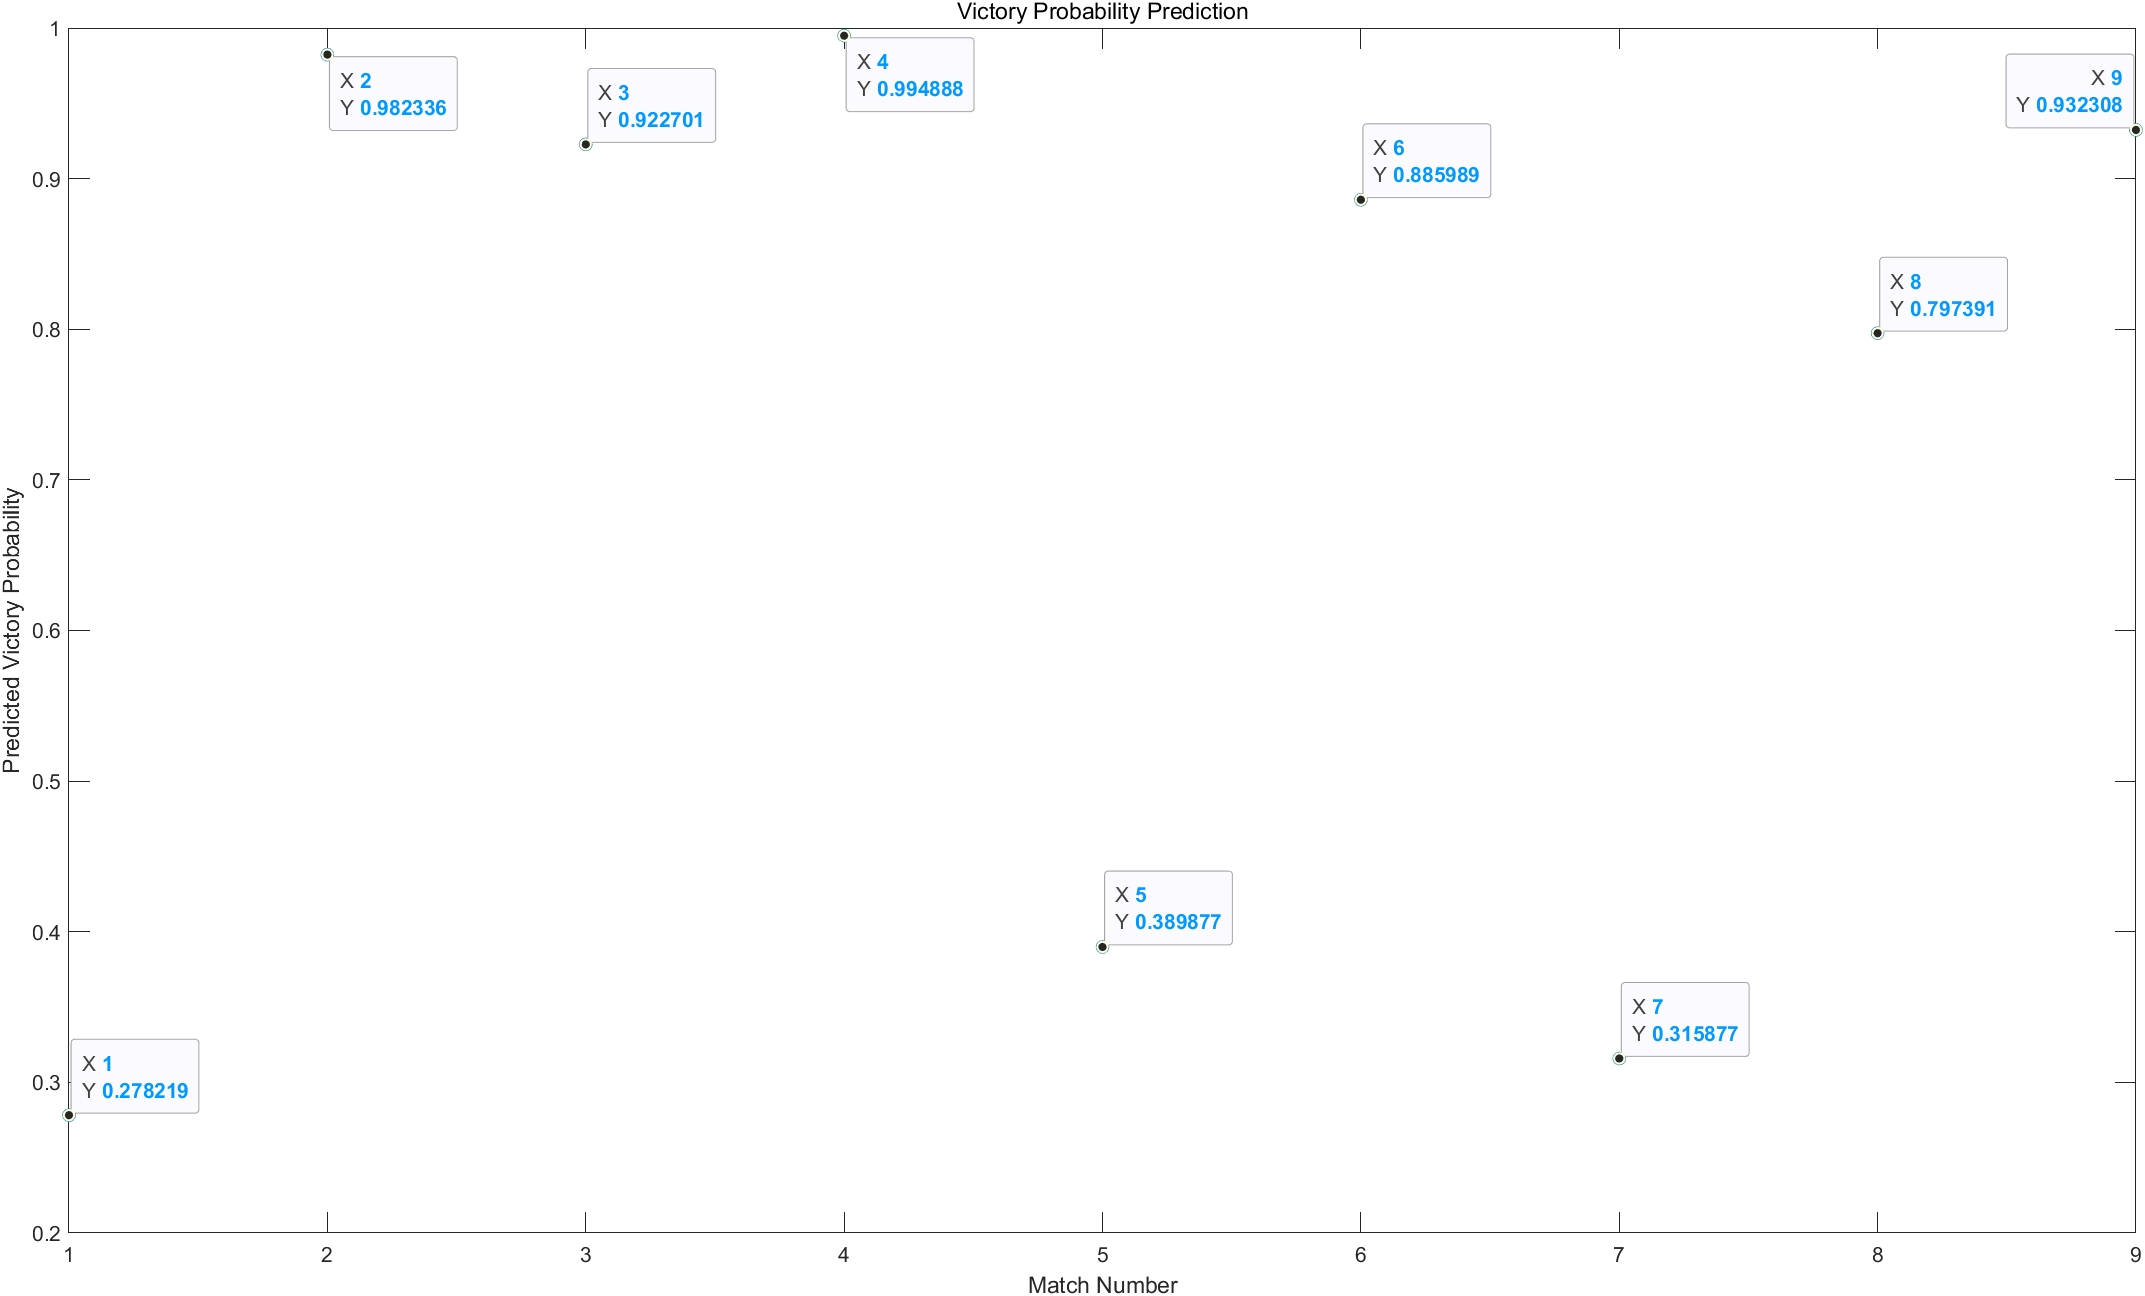 Victory Probability Prediction
1
0.9
0.8
0.7
0.6
0.5
0.4
0.3
0.2
Predicted Victory Probability
X 1
Y 0.278219
X 2
Y 0.982336
X 3
Y 0.922701
X 4
Y 0.994888
X 5
Y 0.389877
X 6
Y 0.885989
X 7
Y 0.315877
X 8
Y 0.797391
X 9
Y 0.932308
1 2 3 4 5 6 7 8 9
Match Number